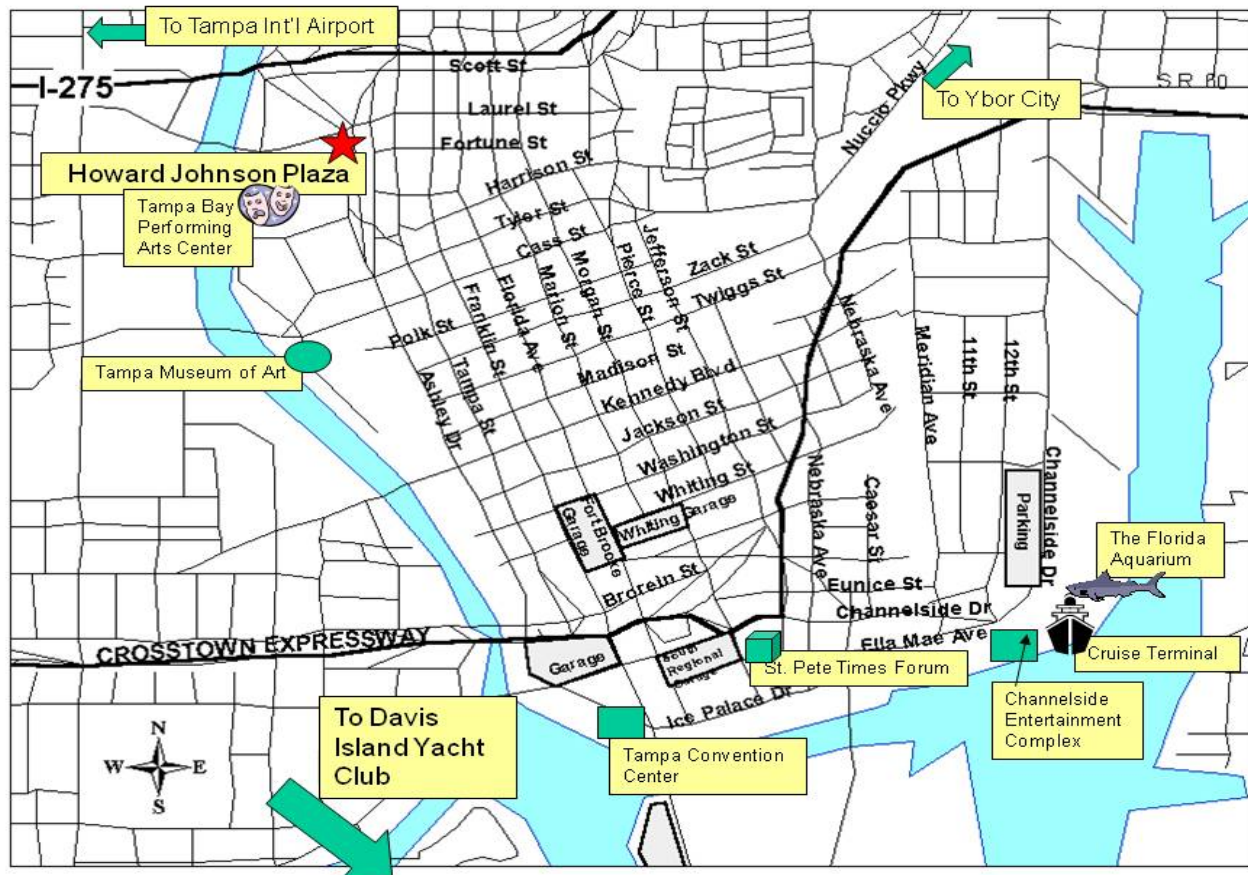 To Tampa Int'l Airport
I-275
Scott St
S R 60
Laurel St
Nuccio Pkwy
To Ybor City
Fortune St
Howard Johnson Plaza
Harrison St
Tampa Bay
Performing
Arts Center
Tyler St
Cass St
Jefferson St
Pierce St
Morgan St
Marion St
Florida Ave
Franklin St
Zack St
Twiggs St
Polk St
Tampa St
Ashley Dr
Madison St
Kennedy Blvd
Nebraska Ave
Meridian Ave
11th St
12th St
Tampa Museum of Art
Jackson St
Washington St
Whiting St
Fort Brooke
Garage
Whiting Garage
Nebraska Ave
Caesar St
Parking
Channelside Dr
The Florida
Aquarium
Brorein St
Eunice St
Channelside Dr
Ella Mae Ave
CROSSTOWN EXPRESSWAY
Garage
South
Regional
Garage
St. Pete Times Forum
Cruise Terminal
Ice Palace Dr
Channelside
Entertainment
Complex
To Davis
Island Yacht
Club
Tampa Convention
Center
N
W
E
S